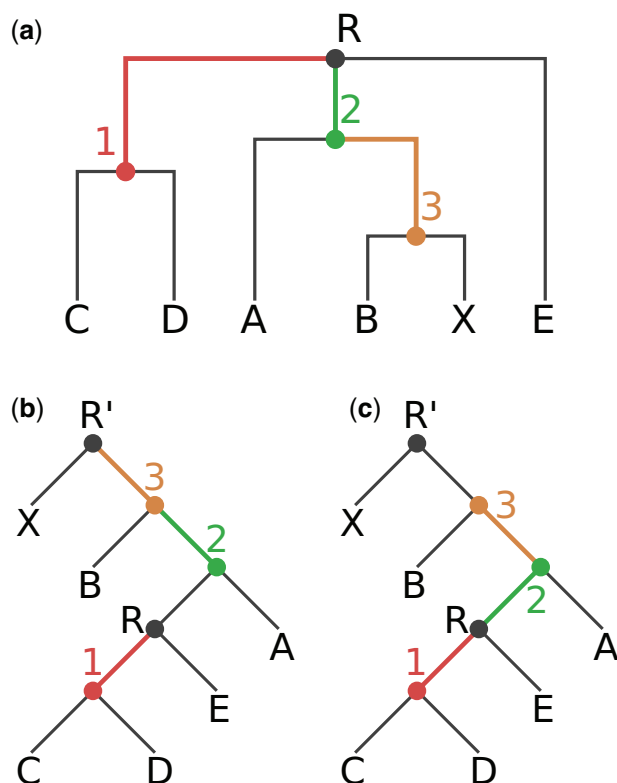 (a)
R
1
2
3
C D A B X E
(b) (c)
R' R'
3 3
X X
2
B B
2
R A R A
1 1
E E
C D C D